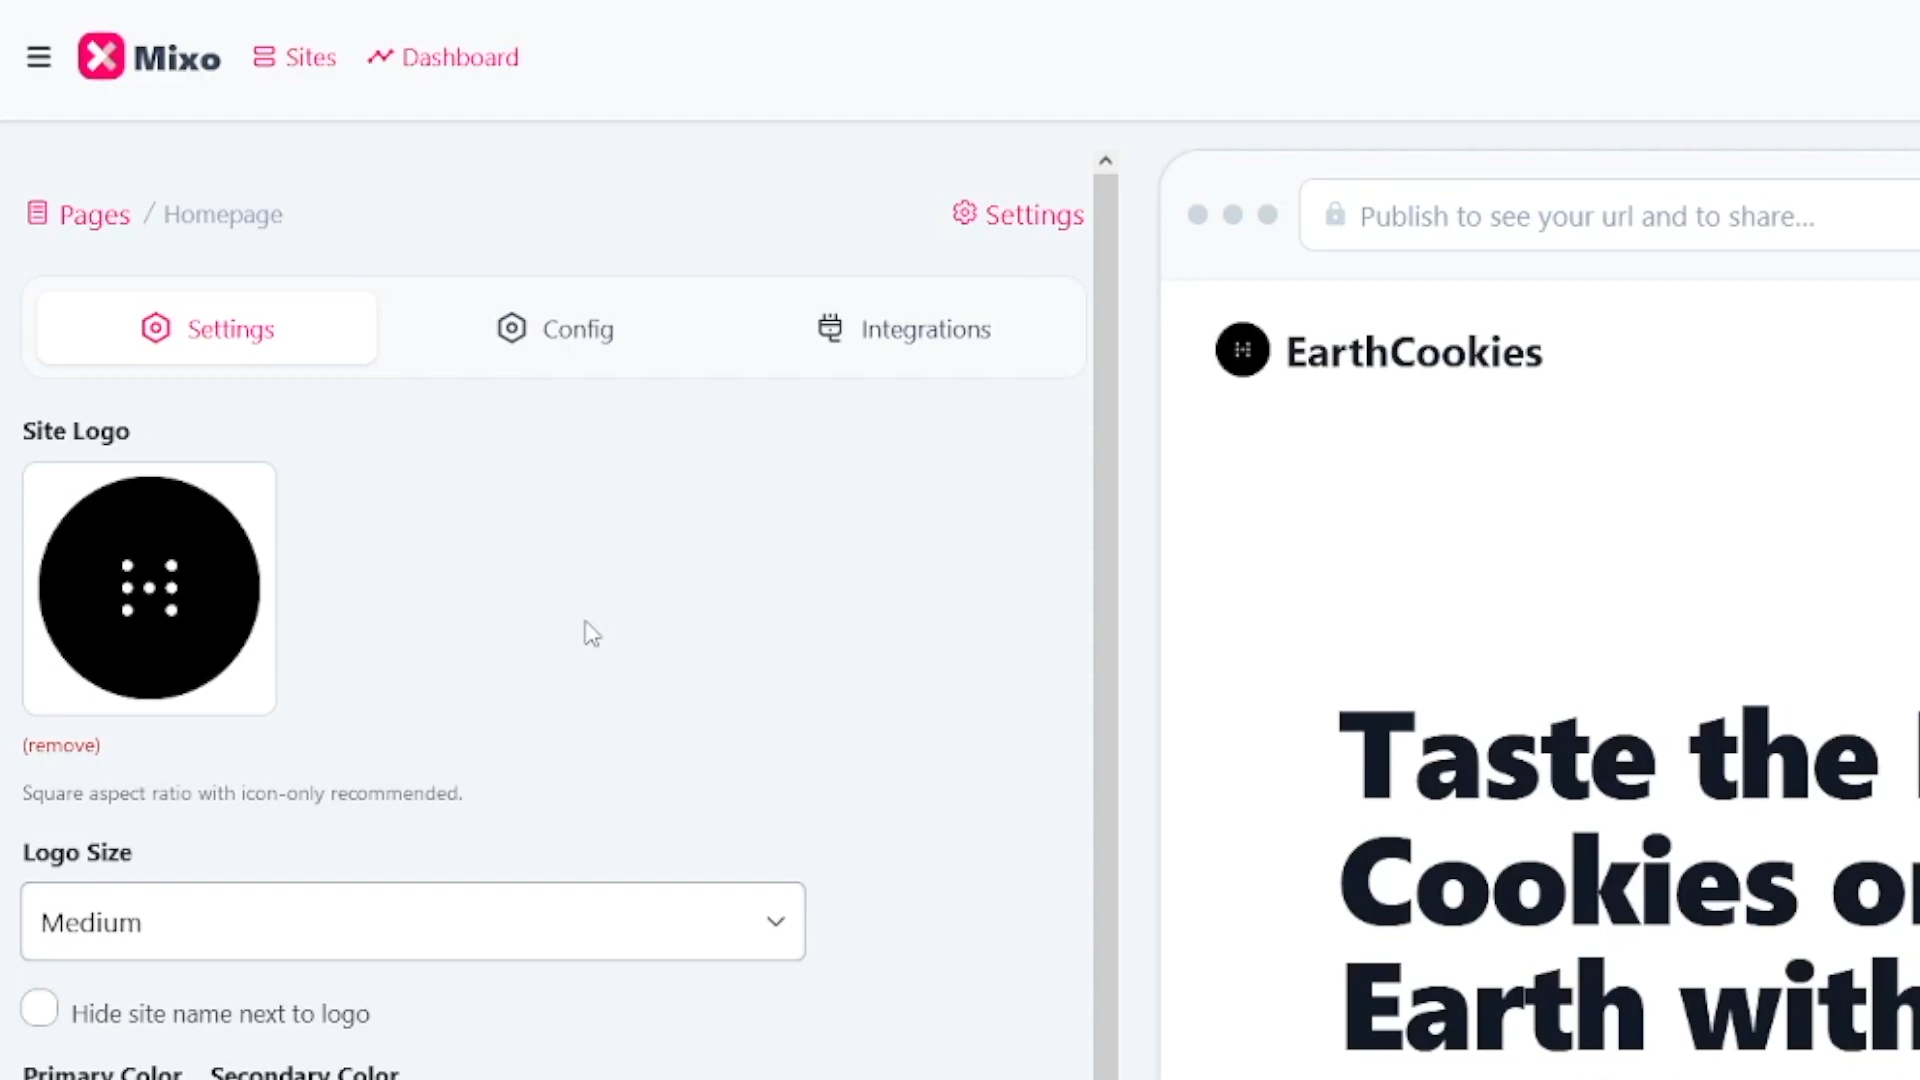 Mixo Sites Dashboard
Pages / Homepage Settings
Publish to see your url and to share...
Settings Config Integrations
EarthCookies
Site Logo
(remove)
Square aspect ratio with icon-only recommended.
Logo Size
Medium
Hide site name next to logo
Primary Color Secondary Color
Taste the
Cookies
Earth with